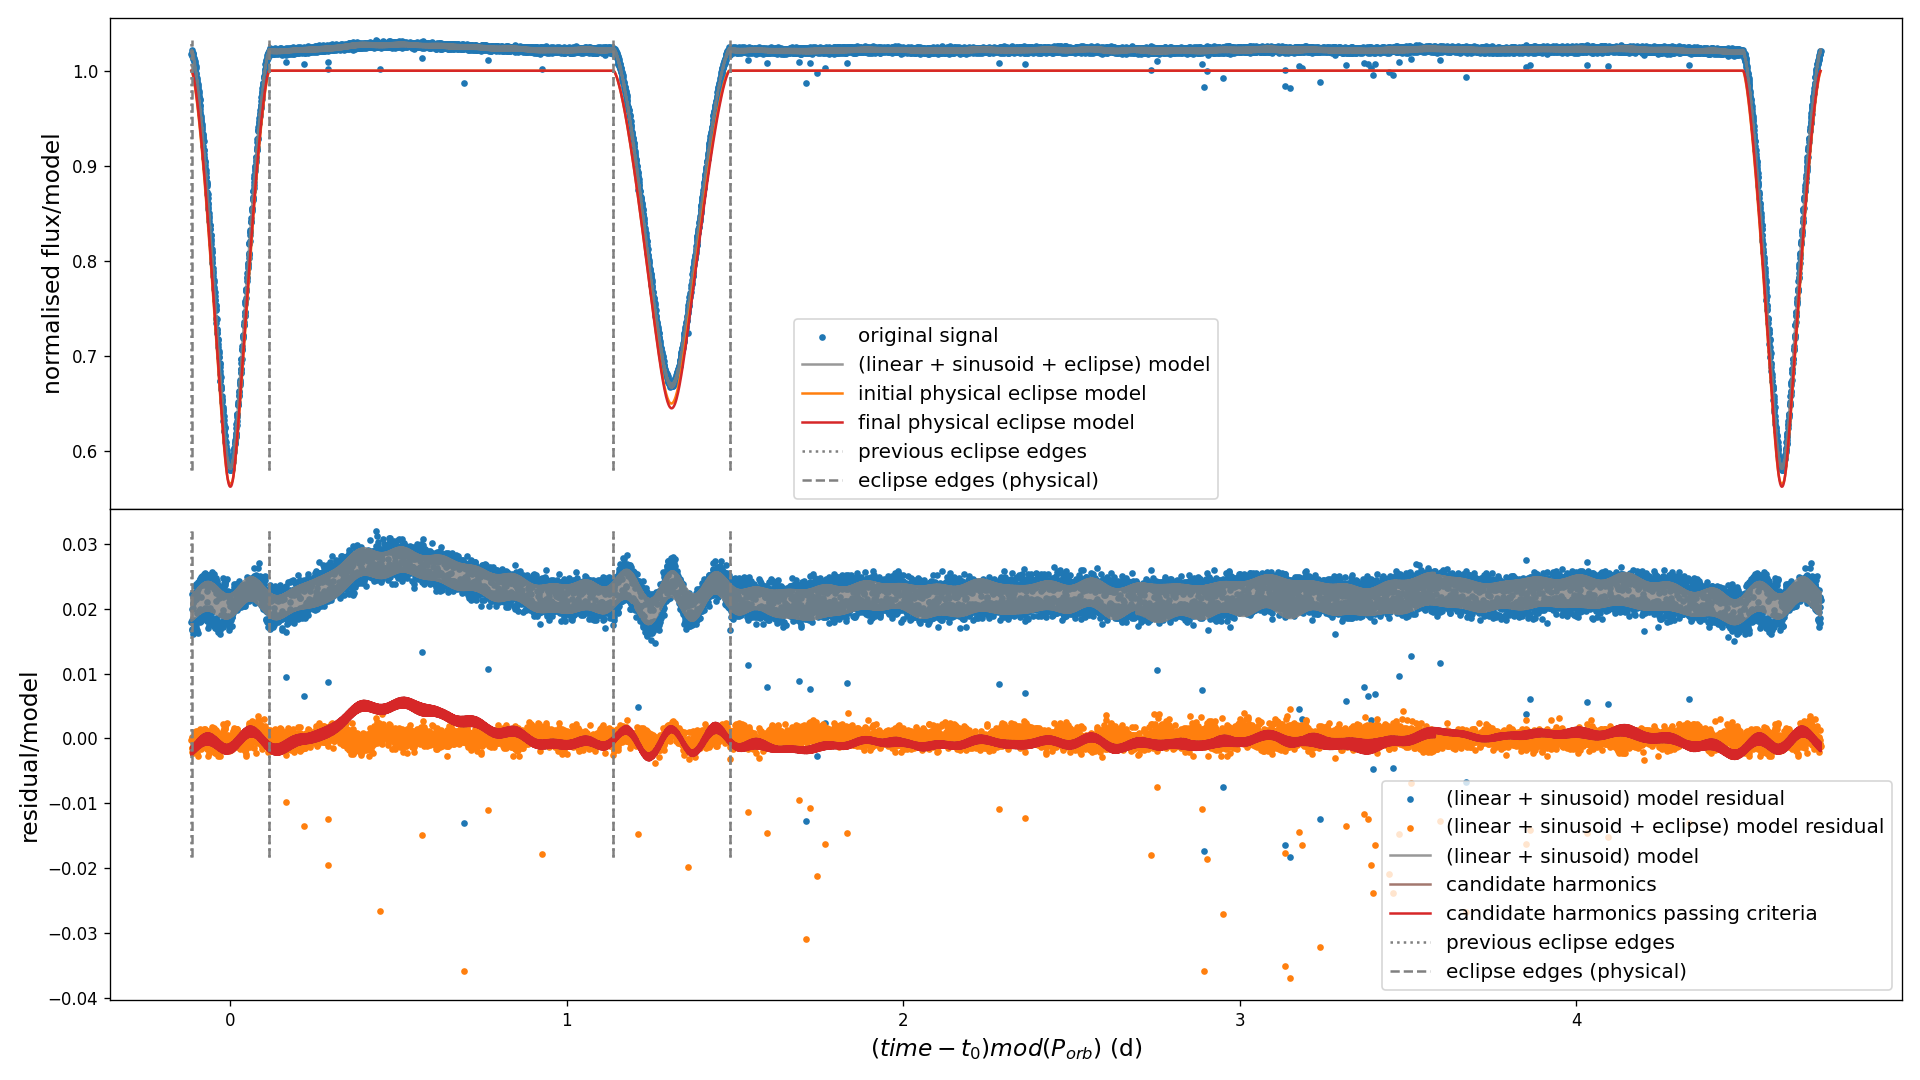 normalised flux/model
1.0
0.9
0.8
0.7
0.6
original signal
(linear + sinusoid + eclipse) model
initial physical eclipse model
final physical eclipse model
previous eclipse edges
eclipse edges (physical)
residual/model
0.03
0.02
0.01
0.00
−0.01
−0.02
−0.03
−0.04
(linear + sinusoid) model residual
(linear + sinusoid + eclipse) model residual
(linear + sinusoid) model
candidate harmonics
candidate harmonics passing criteria
previous eclipse edges
eclipse edges (physical)
0 1 2 3 4
(time − t₀)mod(Pₒᵣb) (d)